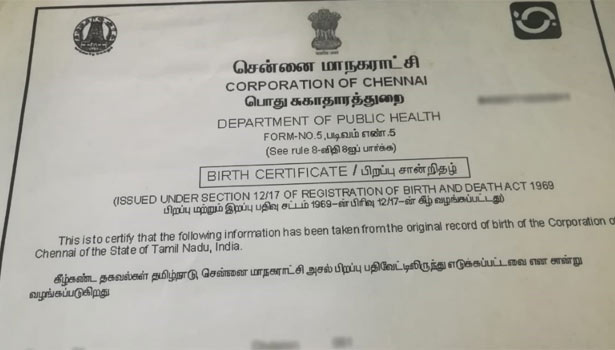 சென்னை மாநகராட்சி
CORPORATION OF CHENNAI
பொது சுகாதாரத்துறை
DEPARTMENT OF PUBLIC HEALTH
FORM-NO.5,படிவம் எண்.5
(See rule 8-விதி 8ஐப் பார்க்க)
BIRTH CERTIFICATE / பிறப்பு சான்றிதழ்
(ISSUED UNDER SECTION 12/17 OF REGISTRATION OF BIRTH AND DEATH ACT 1969
பிறப்பு மற்றும் இறப்பு பதிவு சட்டம் 1969-ன் பிரிவு 12/17-ன் கீழ் வழங்கப்பட்டது)
This is to certify that the following information has been taken from the original record of birth of the Corporation of
Chennai of the State of Tamil Nadu, India.
கீழ்கண்ட தகவல்கள் தமிழ்நாடு, சென்னை மாநகராட்சி அசல் பிறப்பு பதிவேட்டிலிருந்து எடுக்கப்பட்டவை என சான்று
வழங்கப்படுகிறது